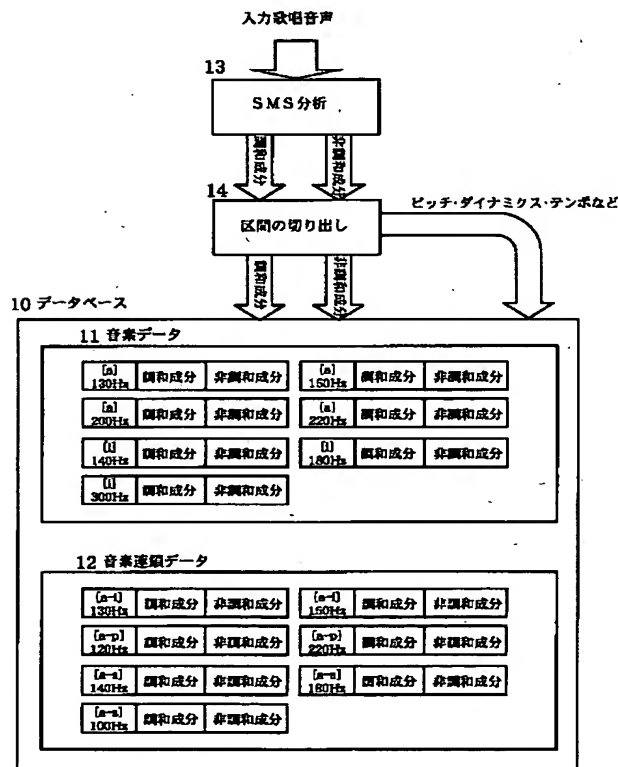 入力歌唱音声
13
SMS分析
調和成分
非調和成分
14
ピッチ・ダイナミクス・テンポなど
区間の切り出し
調和成分
非調和成分
10 データベース
11 音素データ
[a] 130Hz 調和成分 非調和成分
[a] 150Hz 調和成分 非調和成分
[a] 200Hz 調和成分 非調和成分
[a] 220Hz 調和成分 非調和成分
[i] 140Hz 調和成分 非調和成分
[i] 180Hz 調和成分 非調和成分
[i] 300Hz 調和成分 非調和成分
12 音素連鎖データ
[a-i] 130Hz 調和成分 非調和成分
[a-i] 150Hz 調和成分 非調和成分
[a-p] 120Hz 調和成分 非調和成分
[a-p] 220Hz 調和成分 非調和成分
[a-s] 140Hz 調和成分 非調和成分
180Hz 調和成分 非調和成分
100Hz 調和成分 非調和成分